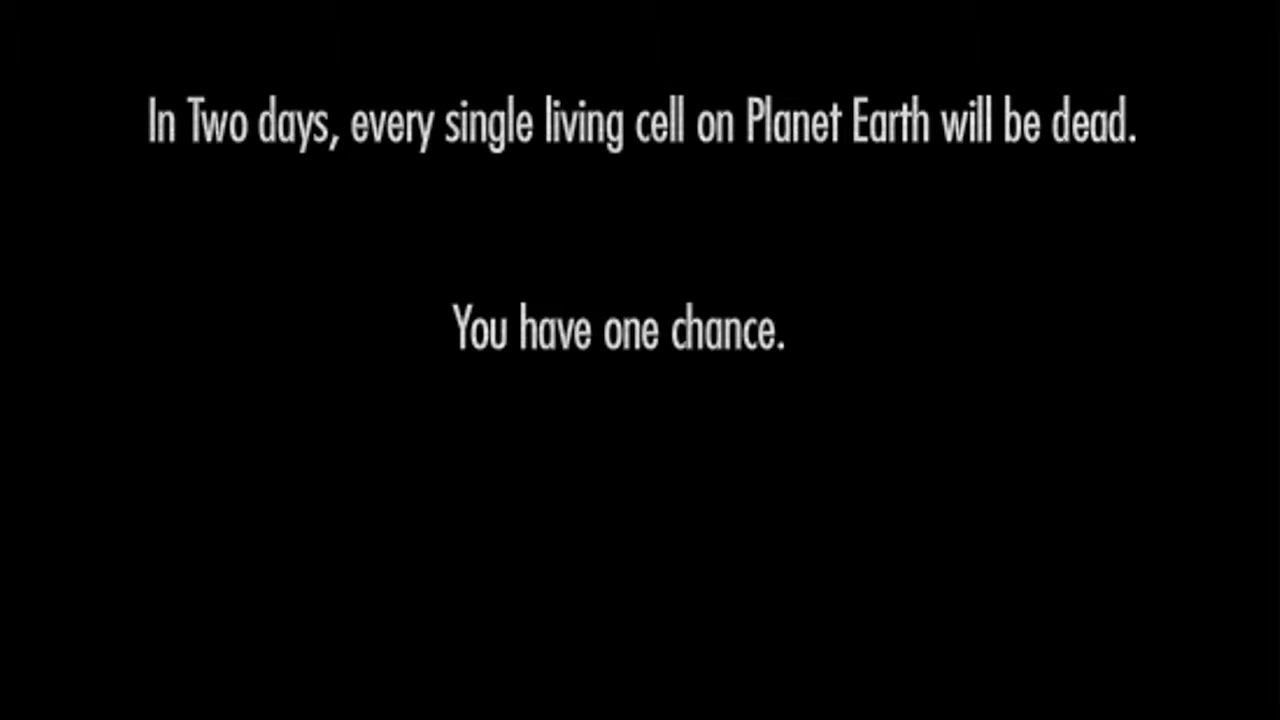 In Two days, every single living cell on Planet Earth will be dead.
You have one chance.